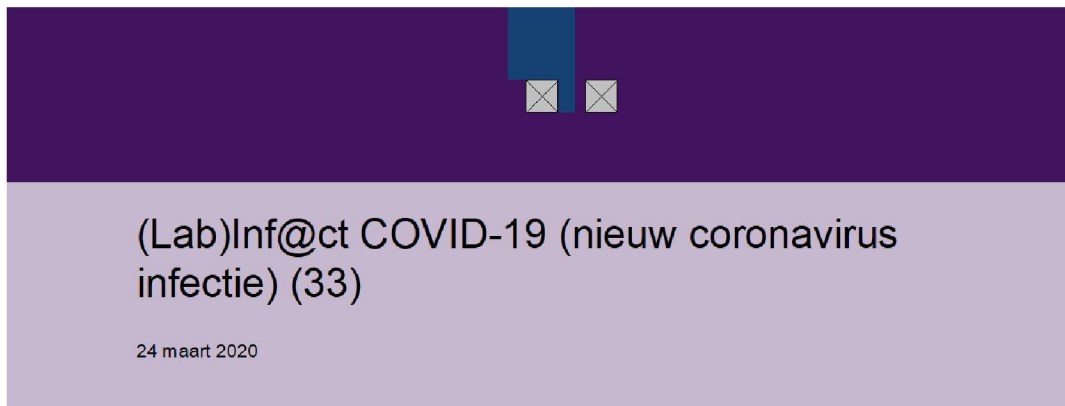 (Lab)Inf@ct COVID-19 (nieuw coronavirus
infectie) (33)
24 maart 2020